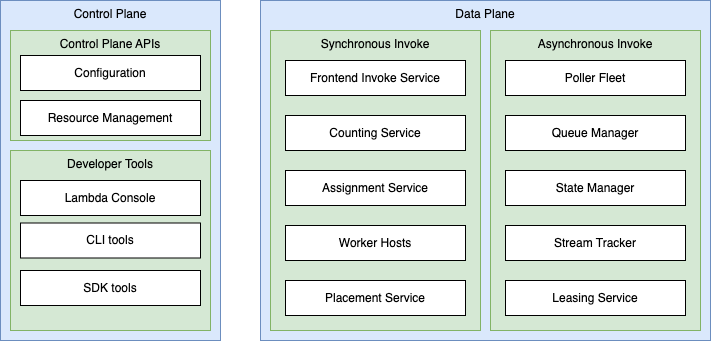 Control Plane
Control Plane APIs
Configuration
Resource Management
Developer Tools
Lambda Console
CLI tools
SDK tools
Data Plane
Synchronous Invoke
Frontend Invoke Service
Counting Service
Assignment Service
Worker Hosts
Placement Service
Asynchronous Invoke
Poller Fleet
Queue Manager
State Manager
Stream Tracker
Leasing Service